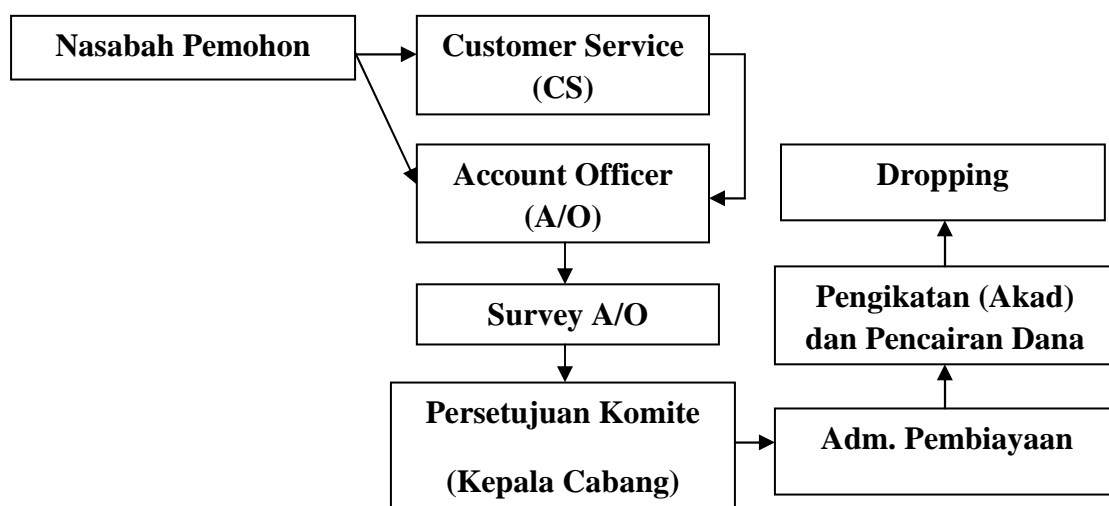 Nasabah Pemohon
Customer Service
(CS)
Account Officer
(A/O)
Survey A/O
Persetujuan Komite
(Kepala Cabang)
Adm. Pembiayaan
Pengikatan (Akad)
dan Pencairan Dana
Dropping